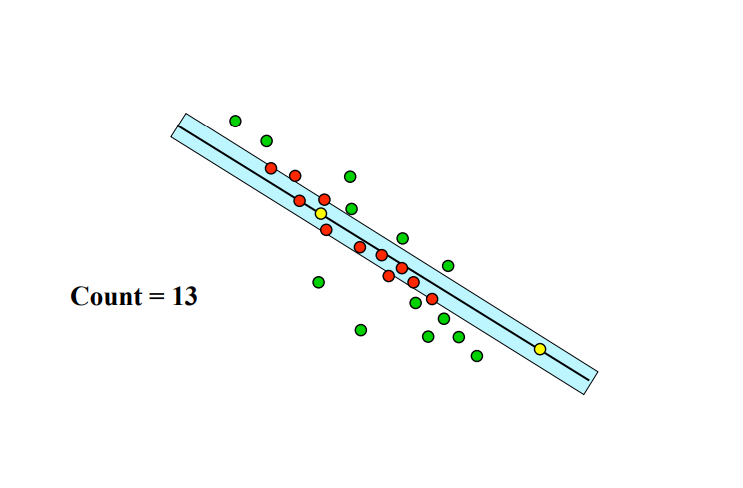 Count = 13